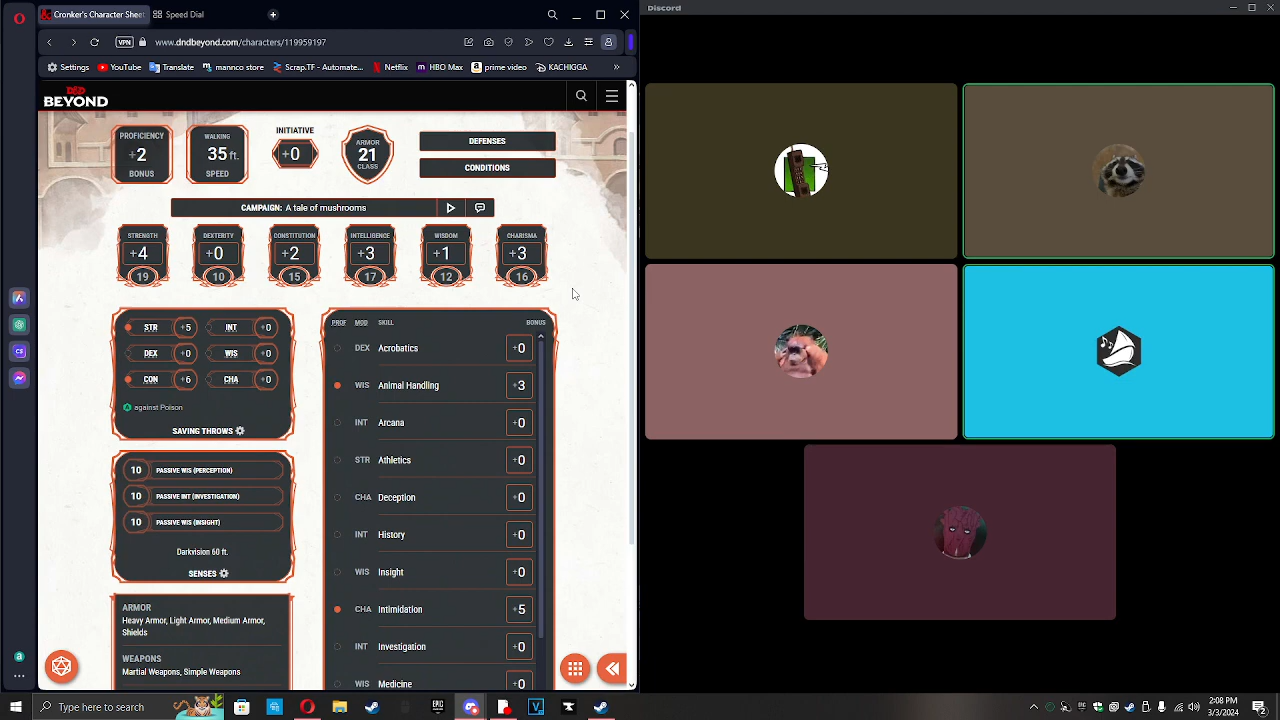 Cronker's Character Sheet
Speed Dial
VPN
www.dndbeyond.com/characters/119959197
Settings
YouTube
Translate
mannco store
Scrap.TF - Automate...
Netflix
HBO Max
prime video
KACHIGGA
»
D&D
BEYOND
PROFICIENCY
+2
BONUS
WALKING
35 ft.
SPEED
INITIATIVE
+0
ARMOR
21
CLASS
DEFENSES
CONDITIONS
CAMPAIGN: A tale of mushrooms
STRENGTH
+4
19
DEXTERITY
+0
10
CONSTITUTION
+2
15
INTELLIGENCE
+3
17
WISDOM
+1
12
CHARISMA
+3
16
STR +5 INT +0
DEX +0 WIS +0
CON +6 CHA +0
against Poison
SAVING THROWS
10 PASSIVE WIS (PERCEPTION)
10 PASSIVE INT (INVESTIGATION)
10 PASSIVE WIS (INSIGHT)
Darkvision 60 ft.
SENSES
ARMOR
Heavy Armor, Light Armor, Medium Armor,
Shields
WEAPONS
Martial Weapons, Simple Weapons
PROF MOD SKILL BONUS
DEX Acrobatics +0
WIS Animal Handling +3
INT Arcana +0
STR Athletics +0
CHA Deception +0
INT History +0
WIS Insight +0
CHA Intimidation +5
INT Investigation +0
WIS Medicine +0
Discord
Type here to search
EPIC
2:08 PM
3/3/2024